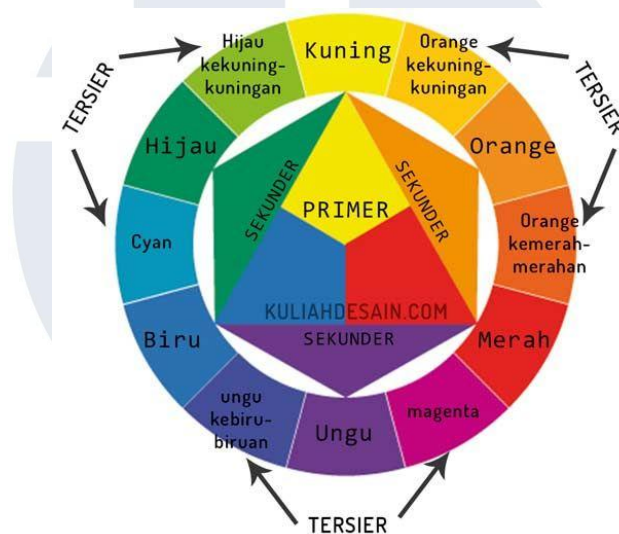 Hijau
kekuning-
kuningan
Kuning
Orange
kekuning-
kuningan
TERSIER
TERSIER
Hijau
Orange
SEKUNDER
SEKUNDER
PRIMER
Cyan
Orange
kemerah-
merahan
KULIAHDESAIN.COM
SEKUNDER
Biru
Merah
ungu
kebiru-
biruan
Ungu
magenta
TERSIER